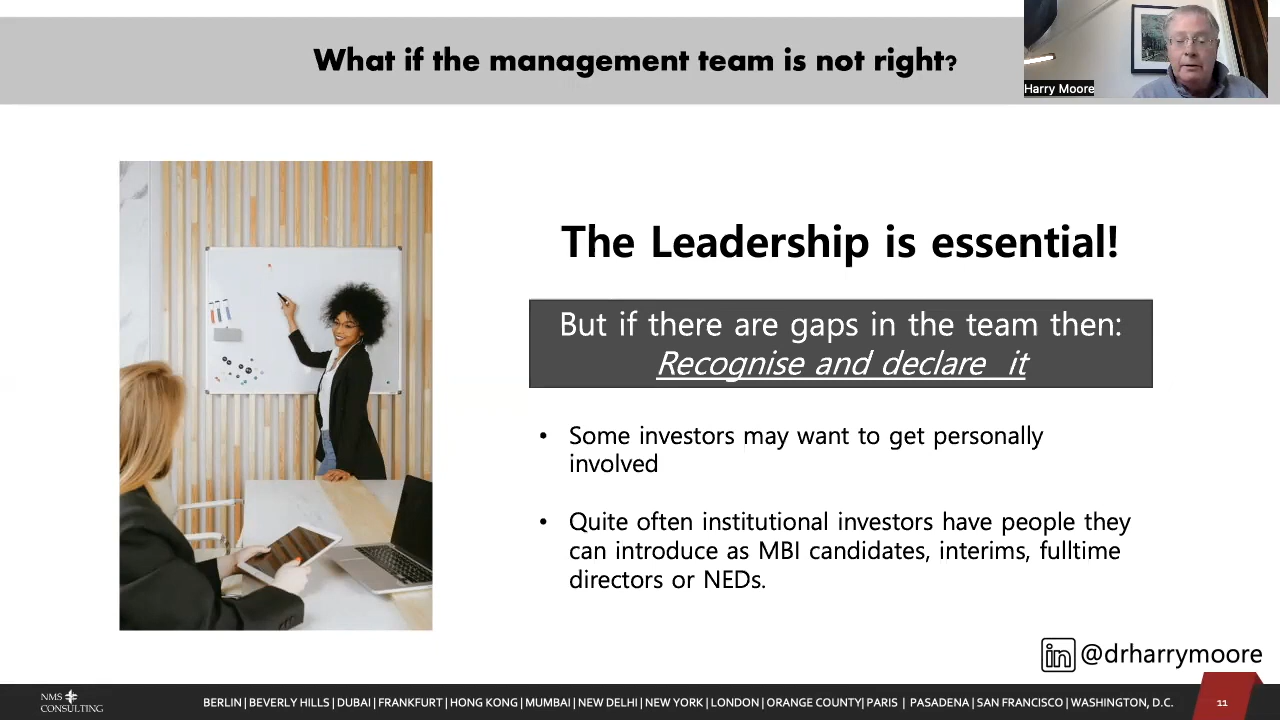 What if the management team is not right?
Harry Moore
The Leadership is essential!
But if there are gaps in the team then:
Recognise and declare it
• Some investors may want to get personally
involved
• Quite often institutional investors have people they
can introduce as MBI candidates, interims, fulltime
directors or NEDs.
in @drharrymoore
NMS
CONSULTING
BERLIN | BEVERLY HILLS | DUBAI | FRANKFURT | HONG KONG | MUMBAI | NEW DELHI | NEW YORK | LONDON | ORANGE COUNTY| PARIS | PASADENA | SAN FRANCISCO | WASHINGTON, D.C.
11